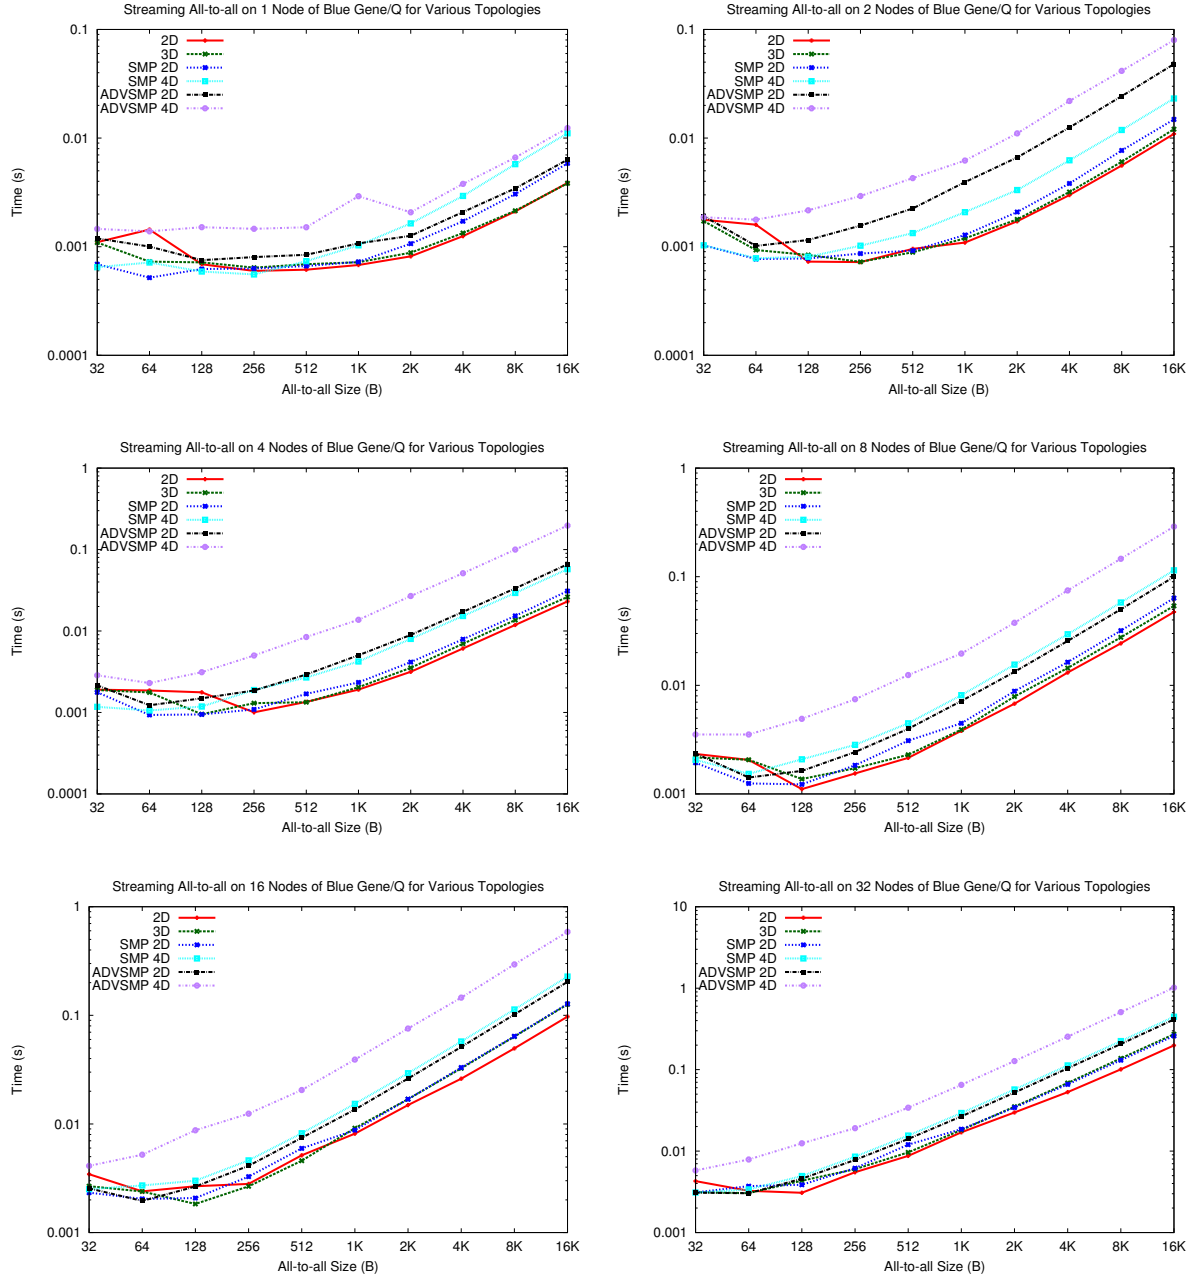 Streaming All-to-all on 1 Node of Blue Gene/Q for Various Topologies
0.1
0.01
0.001
0.0001
Time (s)
2D
3D
SMP 2D
SMP 4D
ADVSMP 2D
ADVSMP 4D
32 64 128 256 512 1K 2K 4K 8K 16K
All-to-all Size (B)
Streaming All-to-all on 2 Nodes of Blue Gene/Q for Various Topologies
0.1
0.01
0.001
0.0001
Time (s)
2D
3D
SMP 2D
SMP 4D
ADVSMP 2D
ADVSMP 4D
32 64 128 256 512 1K 2K 4K 8K 16K
All-to-all Size (B)
Streaming All-to-all on 4 Nodes of Blue Gene/Q for Various Topologies
1
0.1
0.01
0.001
0.0001
Time (s)
2D
3D
SMP 2D
SMP 4D
ADVSMP 2D
ADVSMP 4D
32 64 128 256 512 1K 2K 4K 8K 16K
All-to-all Size (B)
Streaming All-to-all on 8 Nodes of Blue Gene/Q for Various Topologies
1
0.1
0.01
0.001
Time (s)
2D
3D
SMP 2D
SMP 4D
ADVSMP 2D
ADVSMP 4D
32 64 128 256 512 1K 2K 4K 8K 16K
All-to-all Size (B)
Streaming All-to-all on 16 Nodes of Blue Gene/Q for Various Topologies
1
0.1
0.01
0.001
Time (s)
2D
3D
SMP 2D
SMP 4D
ADVSMP 2D
ADVSMP 4D
32 64 128 256 512 1K 2K 4K 8K 16K
All-to-all Size (B)
Streaming All-to-all on 32 Nodes of Blue Gene/Q for Various Topologies
10
1
0.1
0.01
0.001
Time (s)
2D
3D
SMP 2D
SMP 4D
ADVSMP 2D
ADVSMP 4D
32 64 128 256 512 1K 2K 4K 8K 16K
All-to-all Size (B)